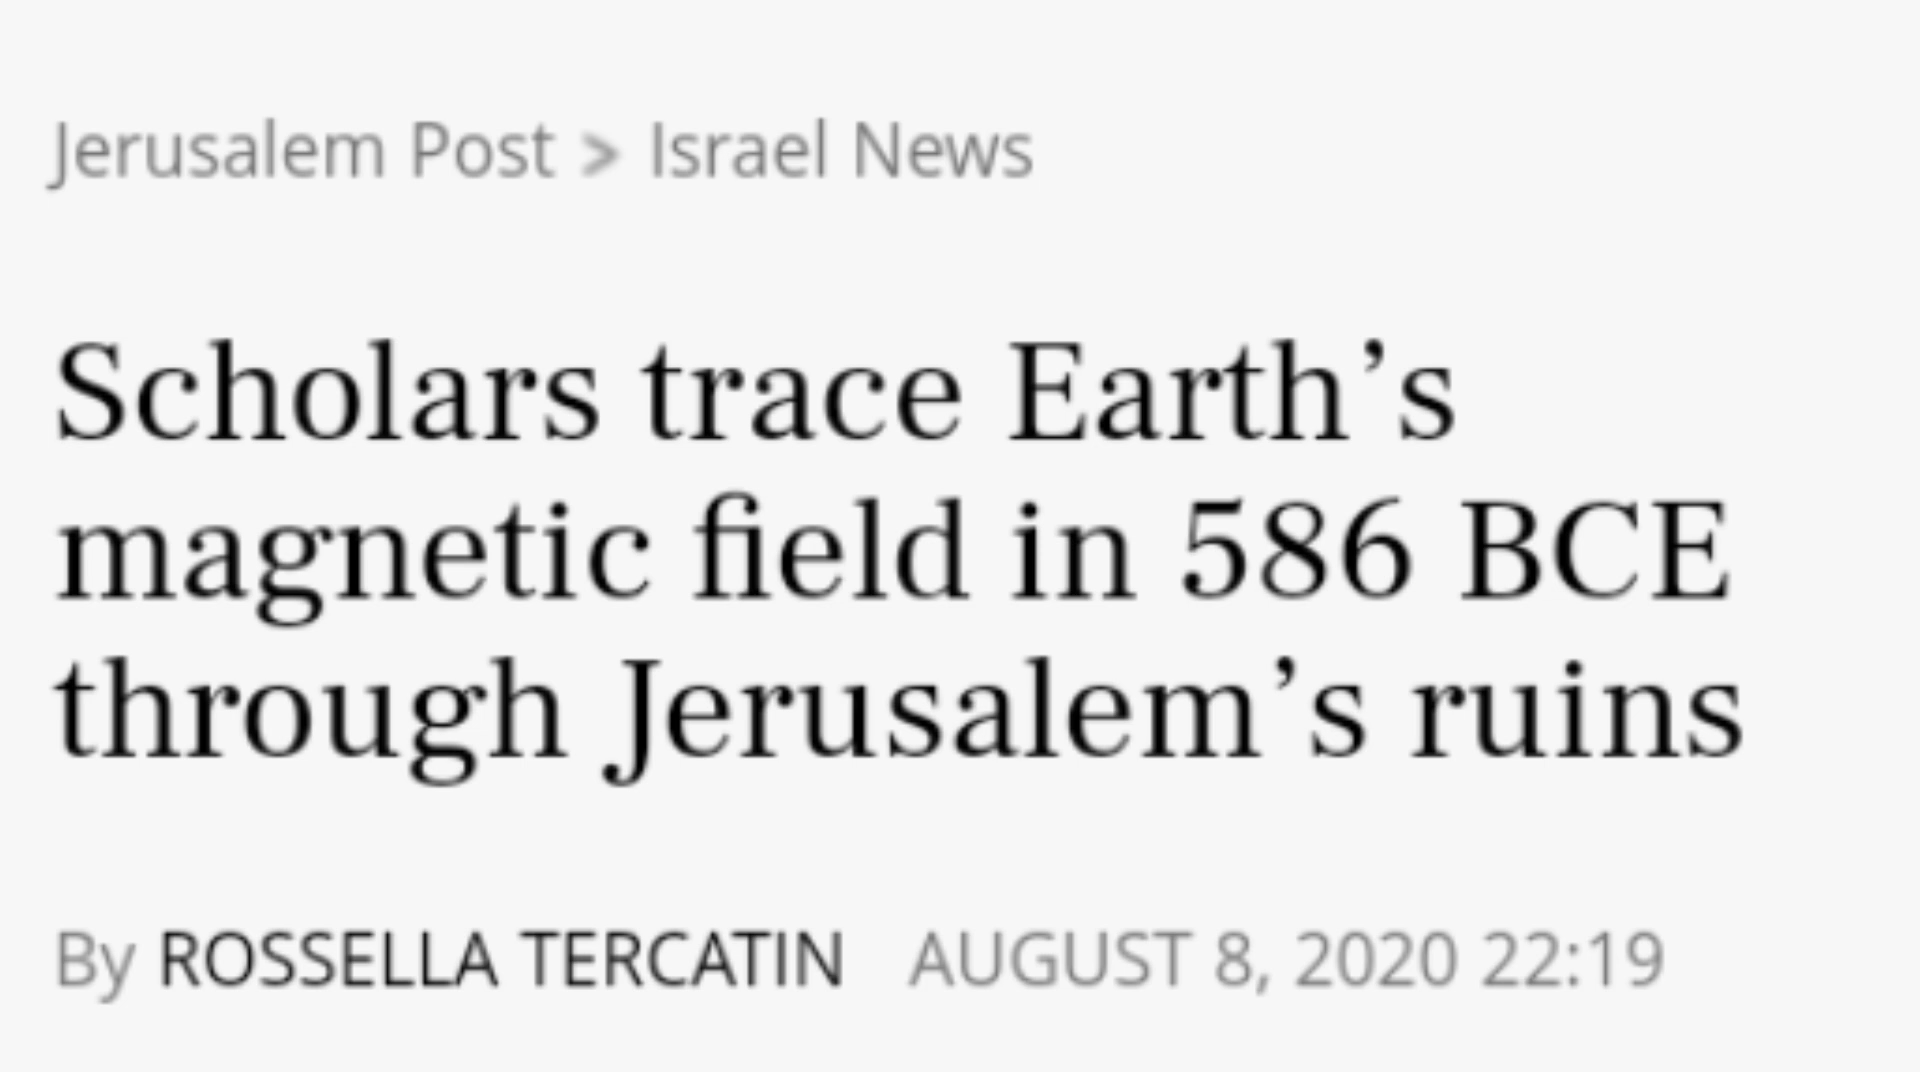 Jerusalem Post > Israel News
Scholars trace Earth’s
magnetic field in 586 BCE
through Jerusalem’s ruins
By ROSSELLA TERCATIN AUGUST 8, 2020 22:19